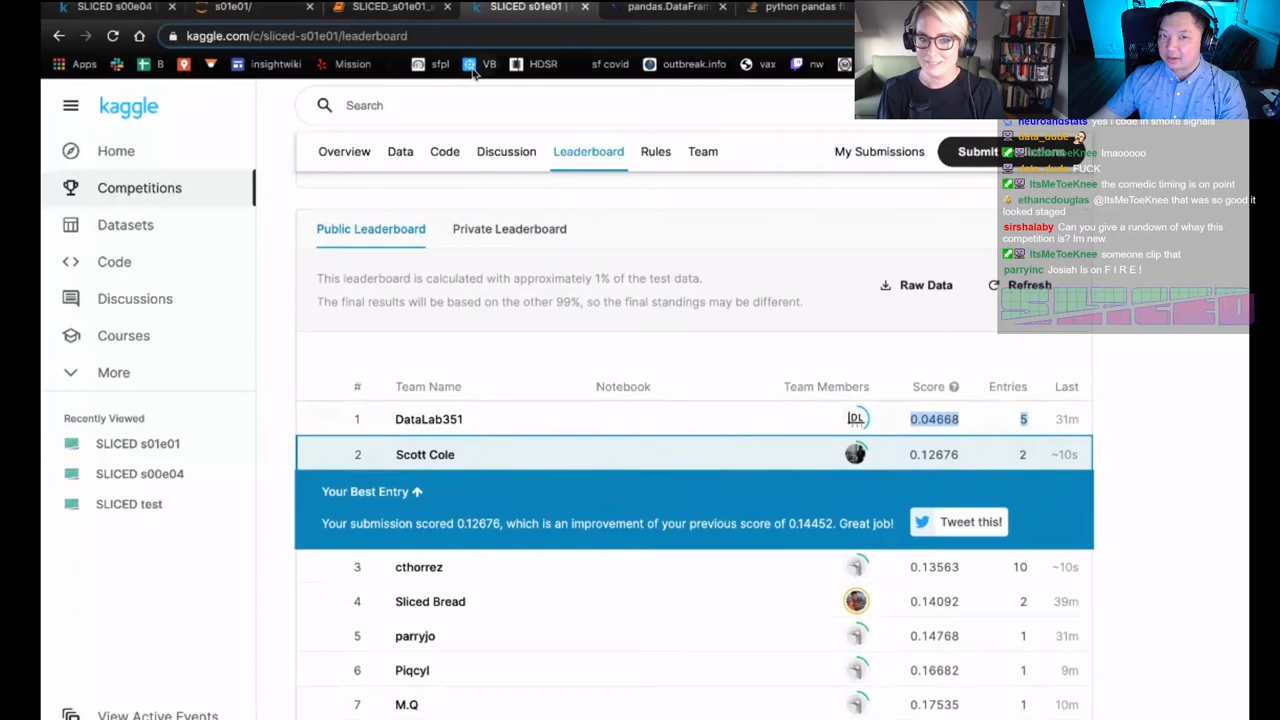 SLICED s00e04
s01e01/
SLICED_s01e01_s
SLICED s01e01
pandas.DataFram
python pandas fi
kaggle.com/c/sliced-s01e01/leaderboard
Apps
B
insightwiki
Mission
sfpl
VB
HDSR
sf covid
outbreak.info
vax
nw
kaggle
Search
Home
Competitions
Datasets
Code
Discussions
Courses
More
Recently Viewed
SLICED s01e01
SLICED s00e04
SLICED test
View Active Events
Data
Code
Discussion
Leaderboard
Rules
Team
My Submissions
neuroandstats yes i code in smoke signals
data_dude
ItsMeToeKnee lmaooooo
data_dude FUCK
ItsMeToeKnee the comedic timing is on point
ethancdouglas @ItsMeToeKnee that was so good it
looked staged
sirshalaby Can you give a rundown of whay this
competition is? Im new
ItsMeToeKnee someone clip that
parryinc Josiah Is on F I R E !
SLICED
Public Leaderboard
Private Leaderboard
This leaderboard is calculated with approximately 1% of the test data.
The final results will be based on the other 99%, so the final standings may be different.
Raw Data
Refresh
# Team Name Notebook Team Members Score Entries Last
1 DataLab351 IDL 0.04668 5 31m
2 Scott Cole 0.12676 2 ~10s
Your Best Entry
Your submission scored 0.12676, which is an improvement of your previous score of 0.14452. Great job!
Tweet this!
3 cthorrez 0.13563 10 ~10s
4 Sliced Bread 0.14092 2 39m
5 parryjo 0.14768 1 31m
6 Piqcyl 0.16682 1 9m
7 M.Q 0.17535 1 10m